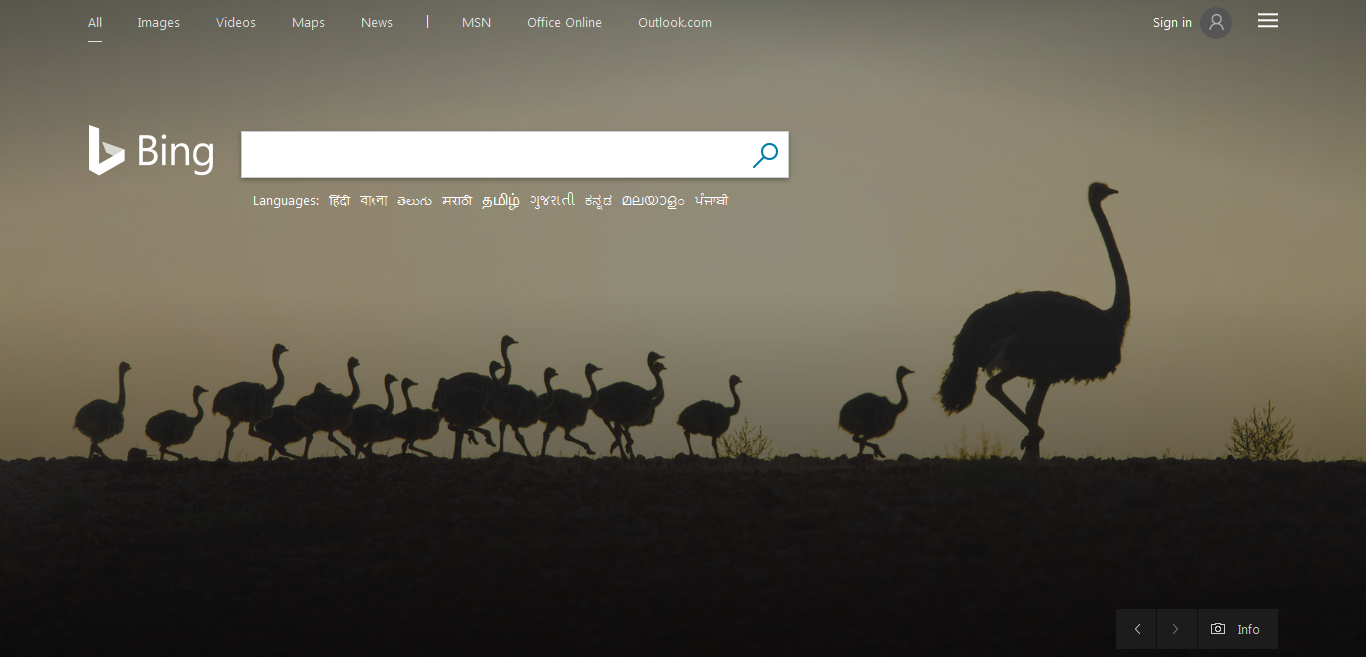 All Images Videos Maps News | MSN Office Online Outlook.com Sign in
Bing
Languages: हिंदी বাংলা తెలుగు मराठी தமிழ் ગુજરાતી ಕನ್ನಡ മലയാളം ਪੰਜਾਬੀ
Info